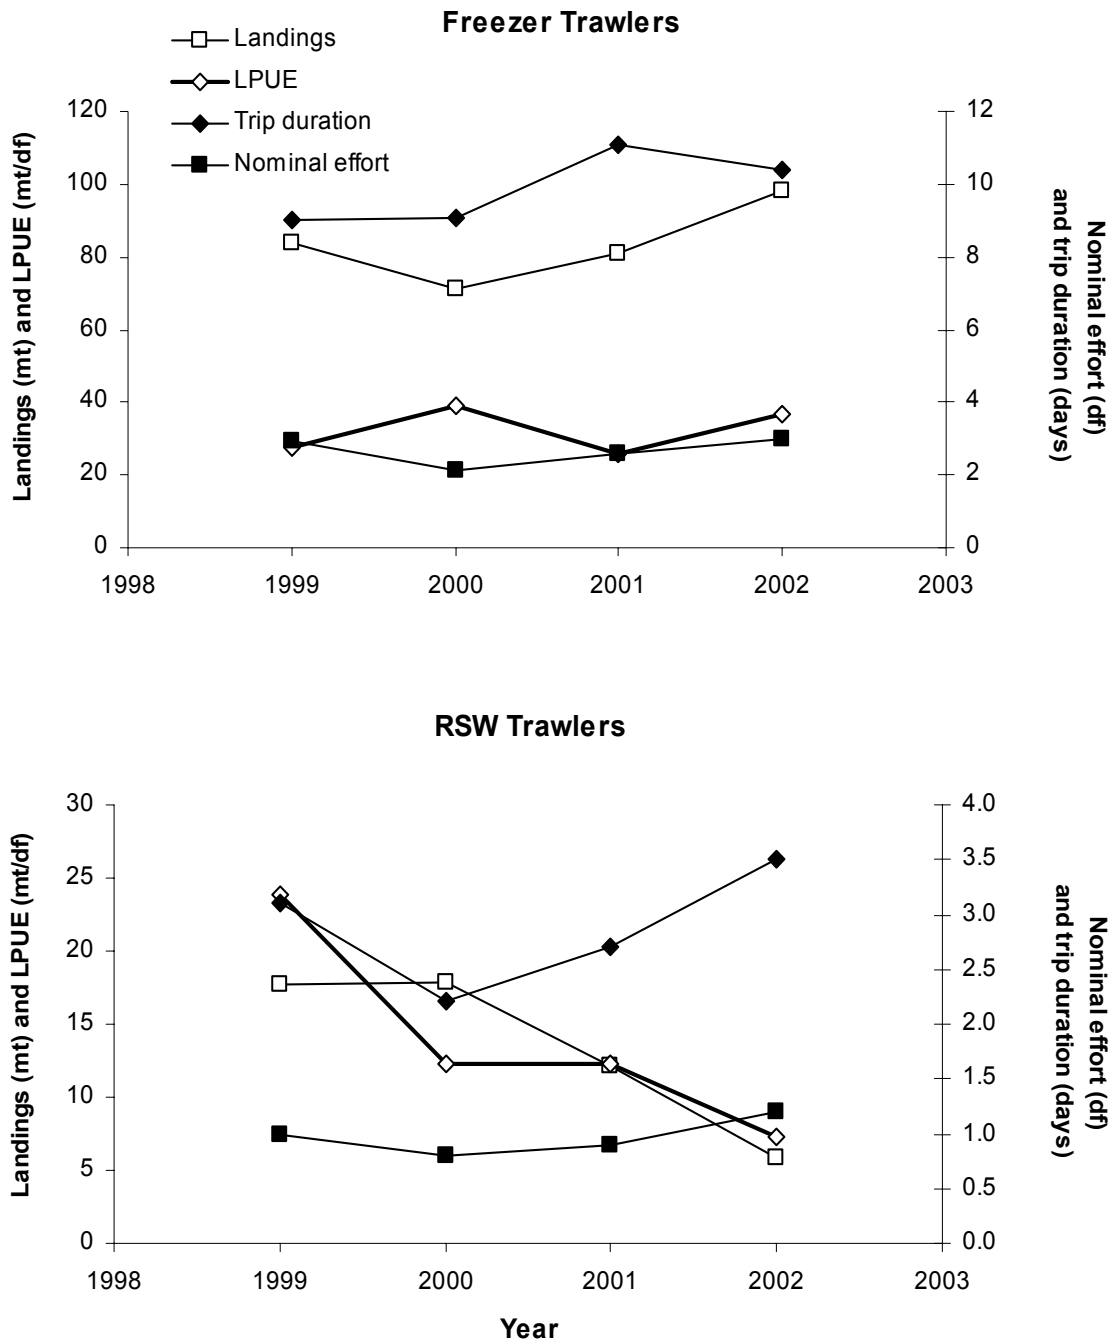 Freezer Trawlers
Landings
LPUE
Trip duration
Nominal effort
Landings (mt) and LPUE (mt/df)
120
100
80
60
40
20
0
12
10
8
6
4
2
0
Nominal effort (df)
and trip duration (days)
1998 1999 2000 2001 2002 2003
RSW Trawlers
Landings (mt) and LPUE (mt/df)
30
25
20
15
10
5
0
4.0
3.5
3.0
2.5
2.0
1.5
1.0
0.5
0.0
Nominal effort (df)
and trip duration (days)
1998 1999 2000 2001 2002 2003
Year